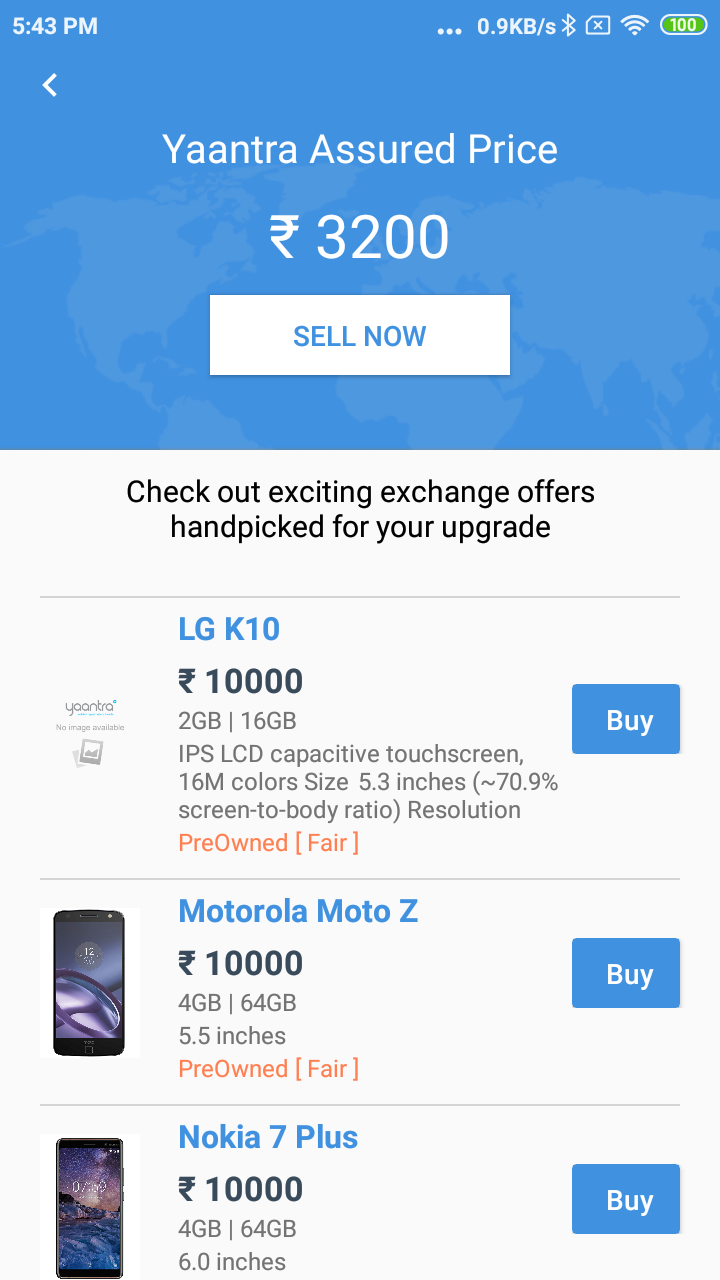 5:43 PM
... 0.9KB/s 100
Yaantra Assured Price
₹ 3200
SELL NOW
Check out exciting exchange offers
handpicked for your upgrade
LG K10
₹ 10000
2GB | 16GB
IPS LCD capacitive touchscreen,
16M colors Size 5.3 inches (~70.9%
screen-to-body ratio) Resolution
PreOwned [ Fair ]
Buy
yaantra
No image available
Motorola Moto Z
₹ 10000
4GB | 64GB
5.5 inches
PreOwned [ Fair ]
Buy
Nokia 7 Plus
₹ 10000
4GB | 64GB
6.0 inches
Buy